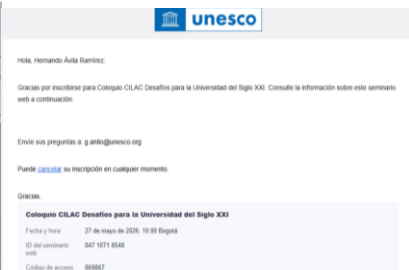 unesco
Hola, Hernando Ávila Ramírez:
Gracias por inscribirse para Coloquio CILAC Desafíos para la Universidad del Siglo XXI. Consulte la información sobre este seminario
web a continuación.
Envíe sus preguntas a: g.anllo@unesco.org
Puede cancelar su inscripción en cualquier momento.
Gracias.
Coloquio CILAC Desafíos para la Universidad del Siglo XXI
Fecha y hora 27 de mayo de 2026, 10:00 Bogotá
ID del seminario 847 1071 8548
web
Código de acceso 869867